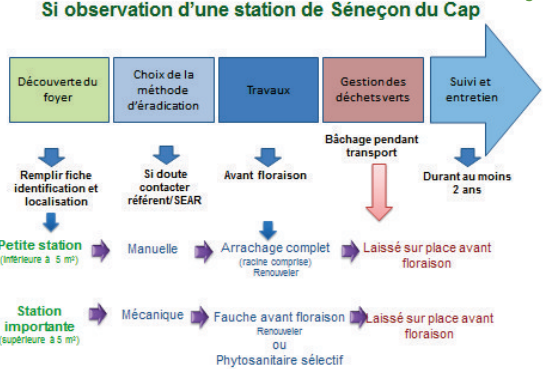 Si observation d'une station de Séneçon du Cap
Découverte du
foyer
Choix de la
méthode
d'éradication
Travaux
Gestion des
déchets verts
Suivi et
entretien
Bâchage pendant
transport
Remplir fiche
identification et
localisation
Si doute
contacter
référent/SEAR
Avant floraison
Durant au moins
2 ans
Petite station
(inférieure à 5 m²)
Manuelle
Arrachage complet
(racine comprise)
Renouveler
Laissé sur place avant
floraison
Station
importante
(supérieure à 5 m²)
Mécanique
Fauche avant floraison
Renouveler
ou
Phytosanitaire sélectif
Laissé sur place avant
floraison